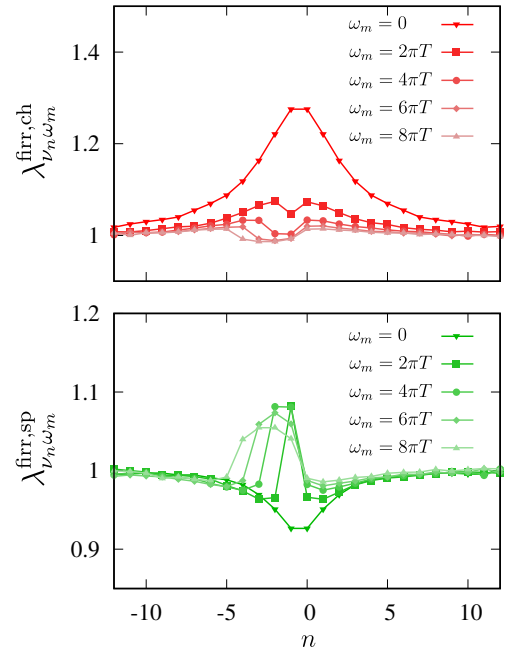 1.4
1.2
1
λ^{firr,ch}_{ν_n ω_m}
ω_m = 0
ω_m = 2πT
ω_m = 4πT
ω_m = 6πT
ω_m = 8πT
1.2
1.1
1
0.9
λ^{firr,sp}_{ν_n ω_m}
ω_m = 0
ω_m = 2πT
ω_m = 4πT
ω_m = 6πT
ω_m = 8πT
-10 -5 0 5 10
n